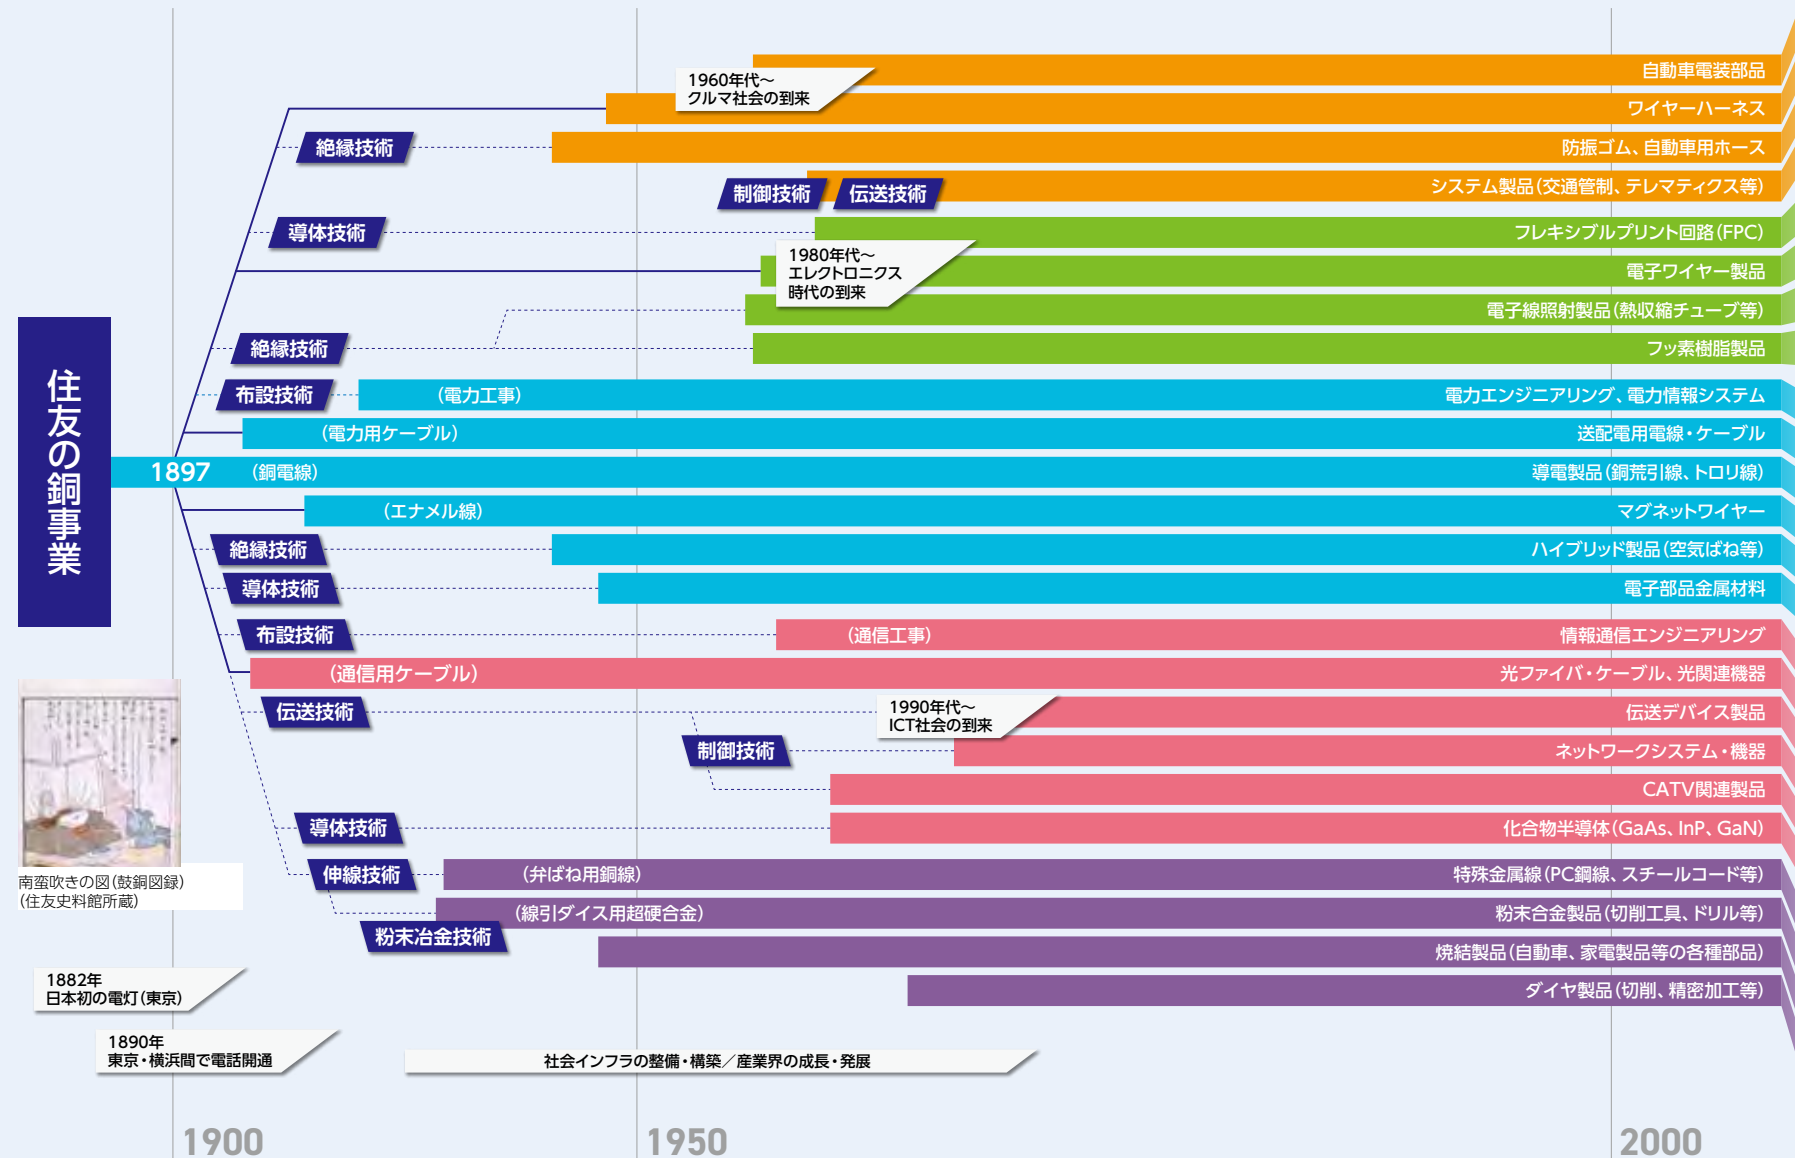 自動車電装部品
1960年代～
クルマ社会の到来
ワイヤーハーネス
絶縁技術
防振ゴム、自動車用ホース
制御技術
伝送技術
システム製品(交通管制、テレマティクス等)
導体技術
フレキシブルプリント回路(FPC)
1980年代～
エレクトロニクス
時代の到来
電子ワイヤー製品
電子線照射製品(熱収縮チューブ等)
絶縁技術
フッ素樹脂製品
住友の銅事業
布設技術
(電力工事)
電力エンジニアリング、電力情報システム
(電力用ケーブル)
送配電用電線・ケーブル
1897
(銅電線)
導電製品(銅荒引線、トロリ線)
(エナメル線)
マグネットワイヤー
絶縁技術
ハイブリッド製品(空気ばね等)
導体技術
電子部品金属材料
布設技術
(通信工事)
情報通信エンジニアリング
(通信用ケーブル)
光ファイバ・ケーブル、光関連機器
伝送技術
1990年代～
ICT社会の到来
伝送デバイス製品
制御技術
ネットワークシステム・機器
CATV関連製品
導体技術
化合物半導体(GaAs、InP、GaN)
伸線技術
(弁ばね用鋼線)
特殊金属線(PC鋼線、スチールコード等)
南蛮吹きの図(鼓銅図録)
(住友史料館所蔵)
(線引ダイス用超硬合金)
粉末合金製品(切削工具、ドリル等)
粉末冶金技術
焼結製品(自動車、家電製品等の各種部品)
ダイヤ製品(切削、精密加工等)
1882年
日本初の電灯(東京)
1890年
東京・横浜間で電話開通
社会インフラの整備・構築／産業界の成長・発展
1900
1950
2000